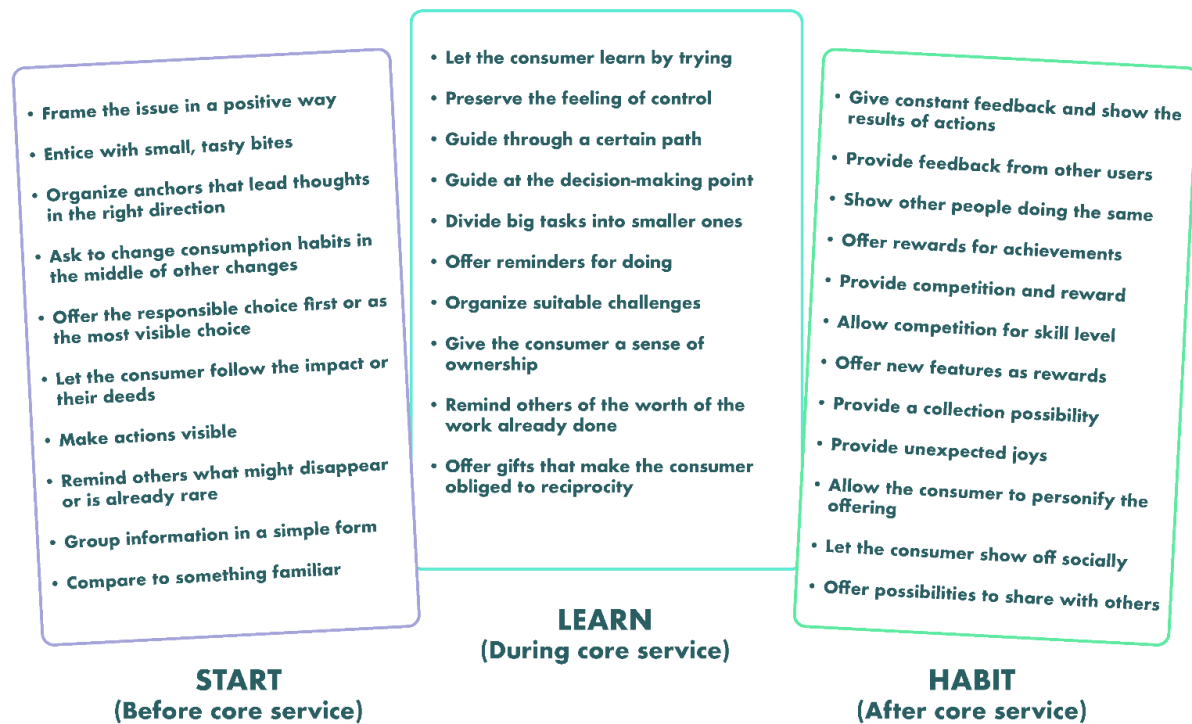 • Frame the issue in a positive way
• Entice with small, tasty bites
• Organize anchors that lead thoughts
in the right direction
• Ask to change consumption habits in
the middle of other changes
• Offer the responsible choice first or as
the most visible choice
• Let the consumer follow the impact or
their deeds
• Make actions visible
• Remind others what might disappear
or is already rare
• Group information in a simple form
• Compare to something familiar
START
(Before core service)
• Let the consumer learn by trying
• Preserve the feeling of control
• Guide through a certain path
• Guide at the decision-making point
• Divide big tasks into smaller ones
• Offer reminders for doing
• Organize suitable challenges
• Give the consumer a sense of
ownership
• Remind others of the worth of the
work already done
• Offer gifts that make the consumer
obliged to reciprocity
LEARN
(During core service)
• Give constant feedback and show the
results of actions
• Provide feedback from other users
• Show other people doing the same
• Offer rewards for achievements
• Provide competition and reward
• Allow competition for skill level
• Offer new features as rewards
• Provide a collection possibility
• Provide unexpected joys
• Allow the consumer to personify the
offering
• Let the consumer show off socially
• Offer possibilities to share with others
HABIT
(After core service)